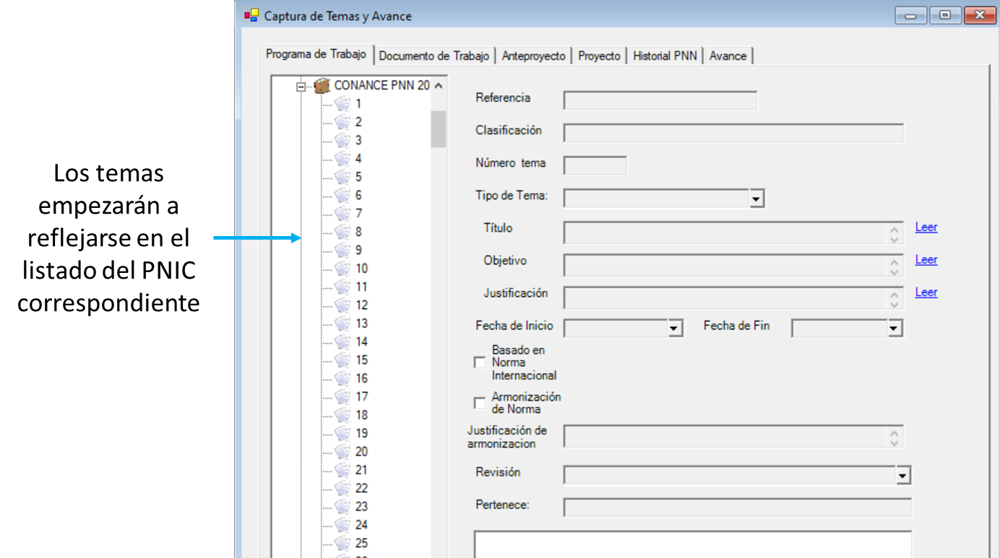 Captura de Temas y Avance
Programa de Trabajo
Documento de Trabajo
Anteproyecto
Proyecto
Historial PNN
Avance
Los temas
empezarán a
reflejarse en el
listado del PNIC
correspondiente
CONANCE PNN 20
1
2
3
4
5
6
7
8
9
10
11
12
13
14
15
16
17
18
19
20
21
22
23
24
25
Referencia
Clasificación
Número tema
Tipo de Tema:
Título
Leer
Objetivo
Leer
Justificación
Leer
Fecha de Inicio
Fecha de Fin
Basado en
Norma
Internacional
Armonización
de Norma
Justificación de
armonizacion
Revisión
Pertenece: